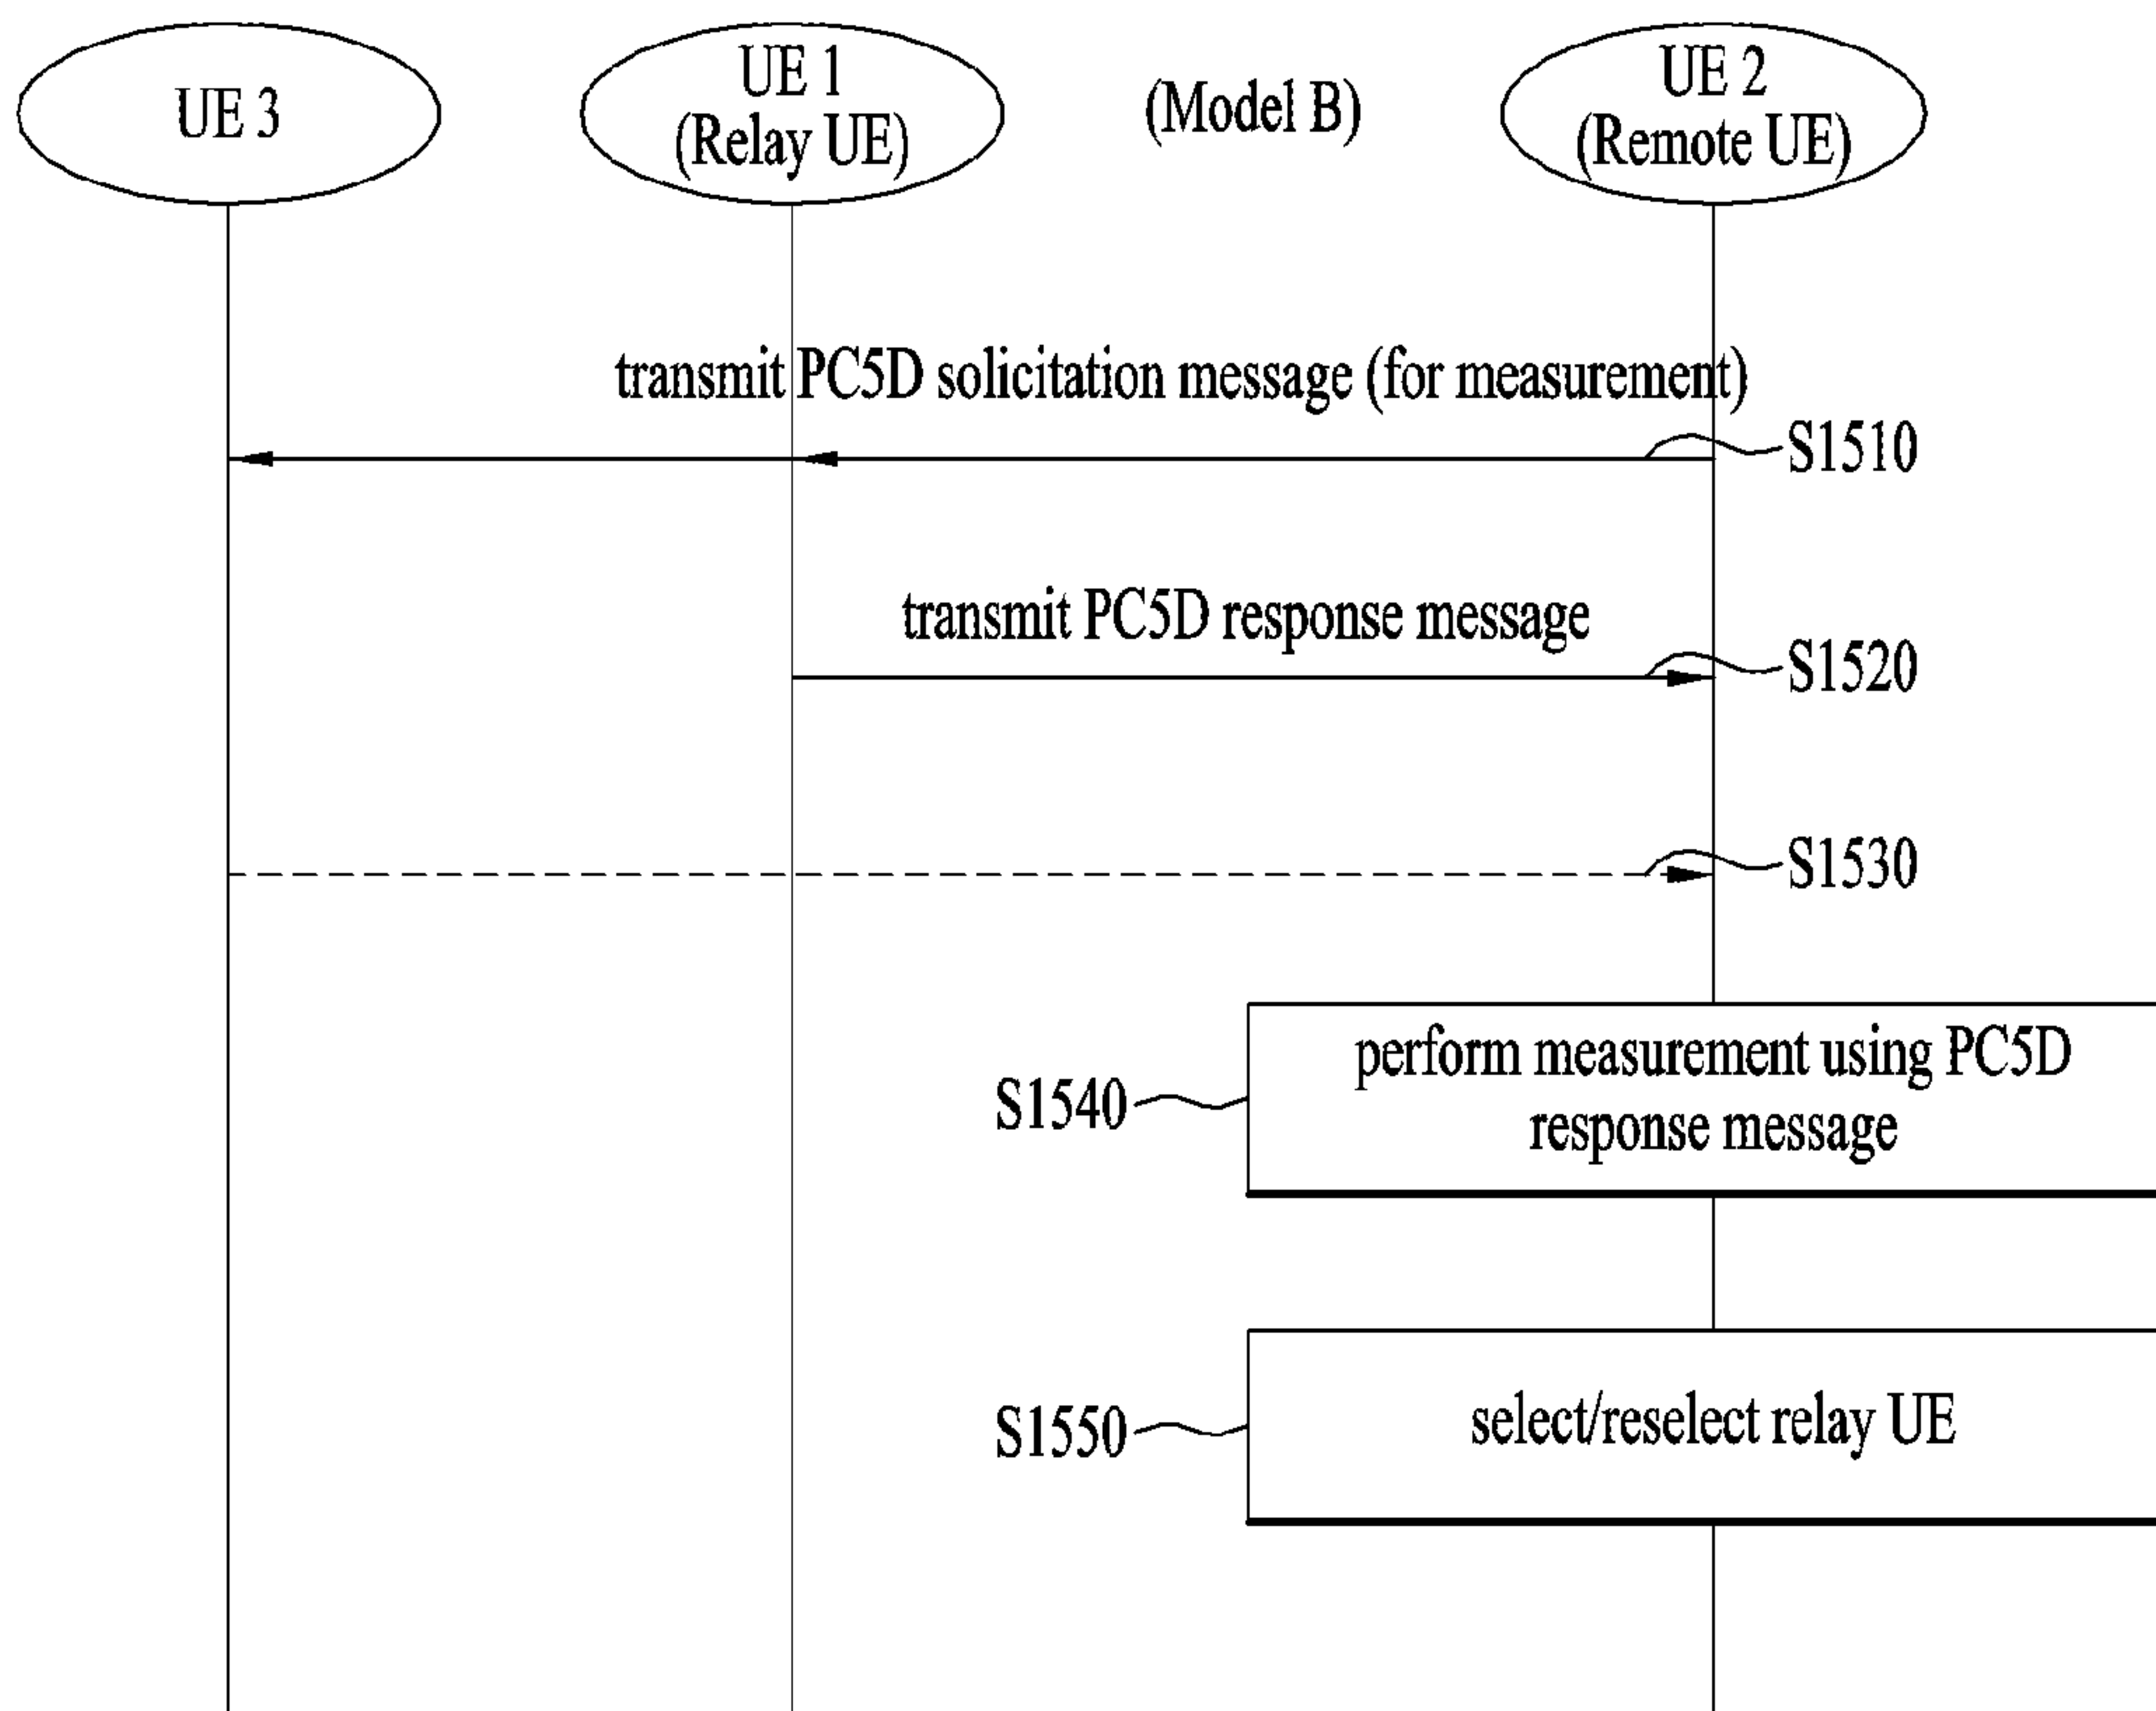 UE 3
UE 1
(Relay UE)
(Model B)
UE 2
(Remote UE)
transmit PC5D solicitation message (for measurement)
S1510
transmit PC5D response message
S1520
S1530
perform measurement using PC5D
response message
S1540
select/reselect relay UE
S1550